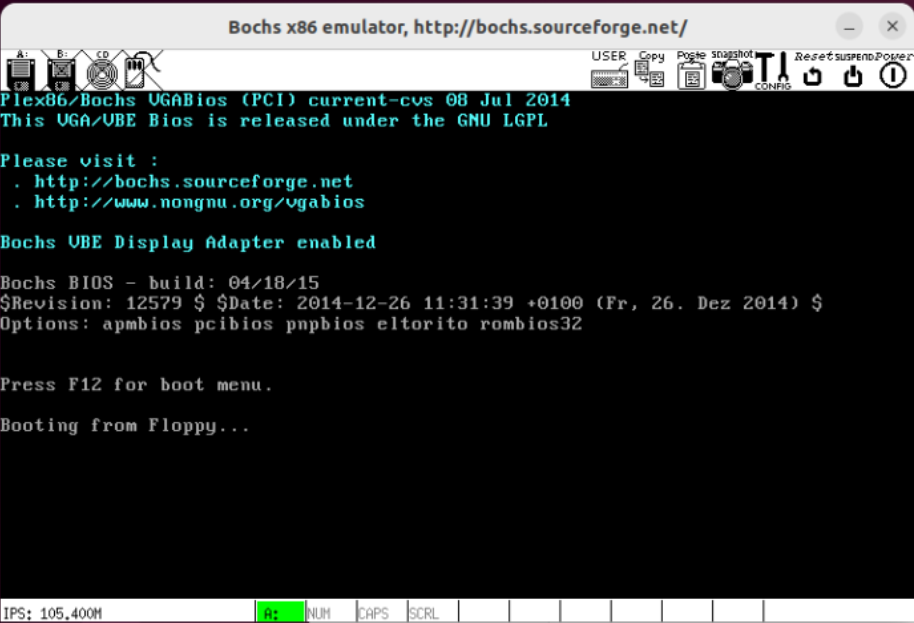 Bochs x86 emulator, http://bochs.sourceforge.net/
A: B: CD USER Copy Paste snapshot CONFIG Reset SUSPEND Power
Plex86/Bochs VGABios (PCI) current-cvs 08 Jul 2014
This VGA/VBE Bios is released under the GNU LGPL
Please visit :
. http://bochs.sourceforge.net
. http://www.nongnu.org/vgabios
Bochs VBE Display Adapter enabled
Bochs BIOS - build: 04/18/15
$Revision: 12579 $ $Date: 2014-12-26 11:31:39 +0100 (Fr, 26. Dez 2014) $
Options: apmbios pcibios pnpbios eltorito rombios32
Press F12 for boot menu.
Booting from Floppy...
IPS: 105.400M A: NUM CAPS SCRL